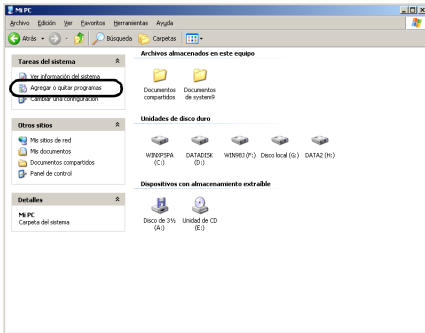 Mi PC
Archivo Edición Ver Favoritos Herramientas Ayuda
Atrás Búsqueda Carpetas
Tareas del sistema
Ver información del sistema
Agregar o quitar programas
Cambiar una configuración
Otros sitios
Mis sitios de red
Mis documentos
Documentos compartidos
Panel de control
Detalles
Mi PC
Carpeta del sistema
Archivos almacenados en este equipo
Documentos compartidos
Documentos de system9
Unidades de disco duro
WINXPSPA (C:)
DATADISK (D:)
WIN98J (F:)
Disco local (G:)
DATA2 (H:)
Dispositivos con almacenamiento extraíble
Disco de 3½ (A:)
Unidad de CD (E:)